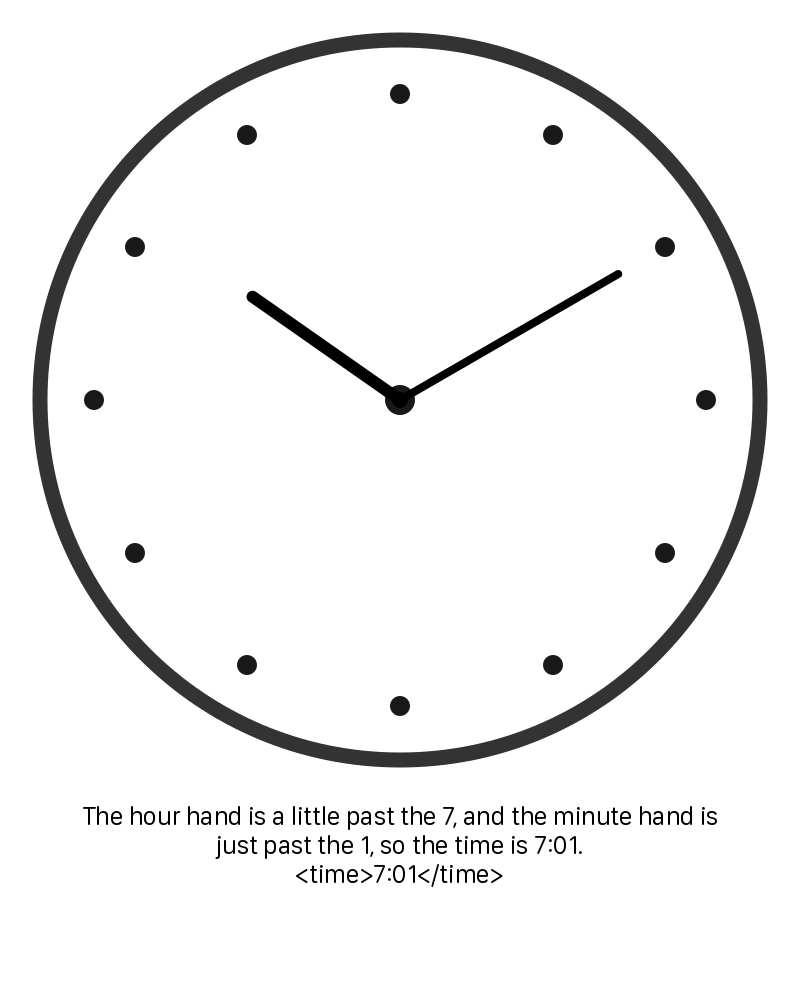 The hour hand is a little past the 7, and the minute hand is
just past the 1, so the time is 7:01.
<time>7:01</time>